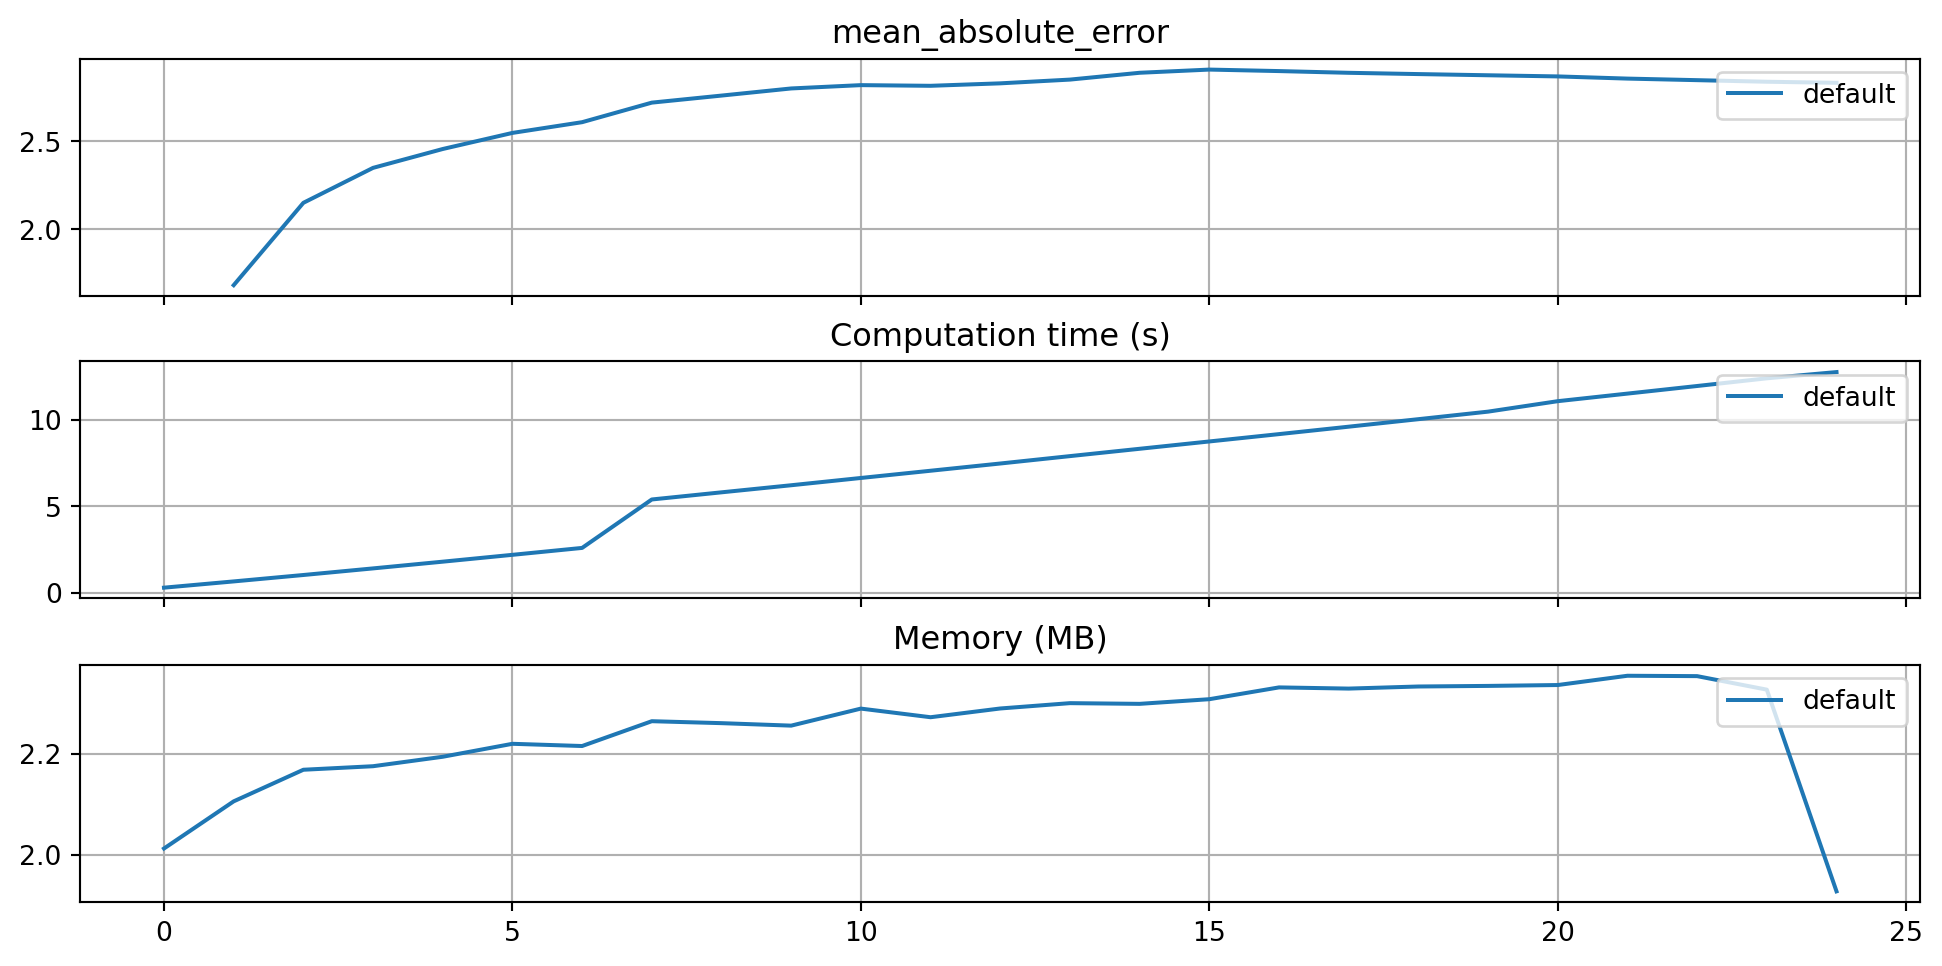 mean_absolute_error
2.5
2.0
default
Computation time (s)
10
5
0
default
Memory (MB)
2.2
2.0
default
0 5 10 15 20 25